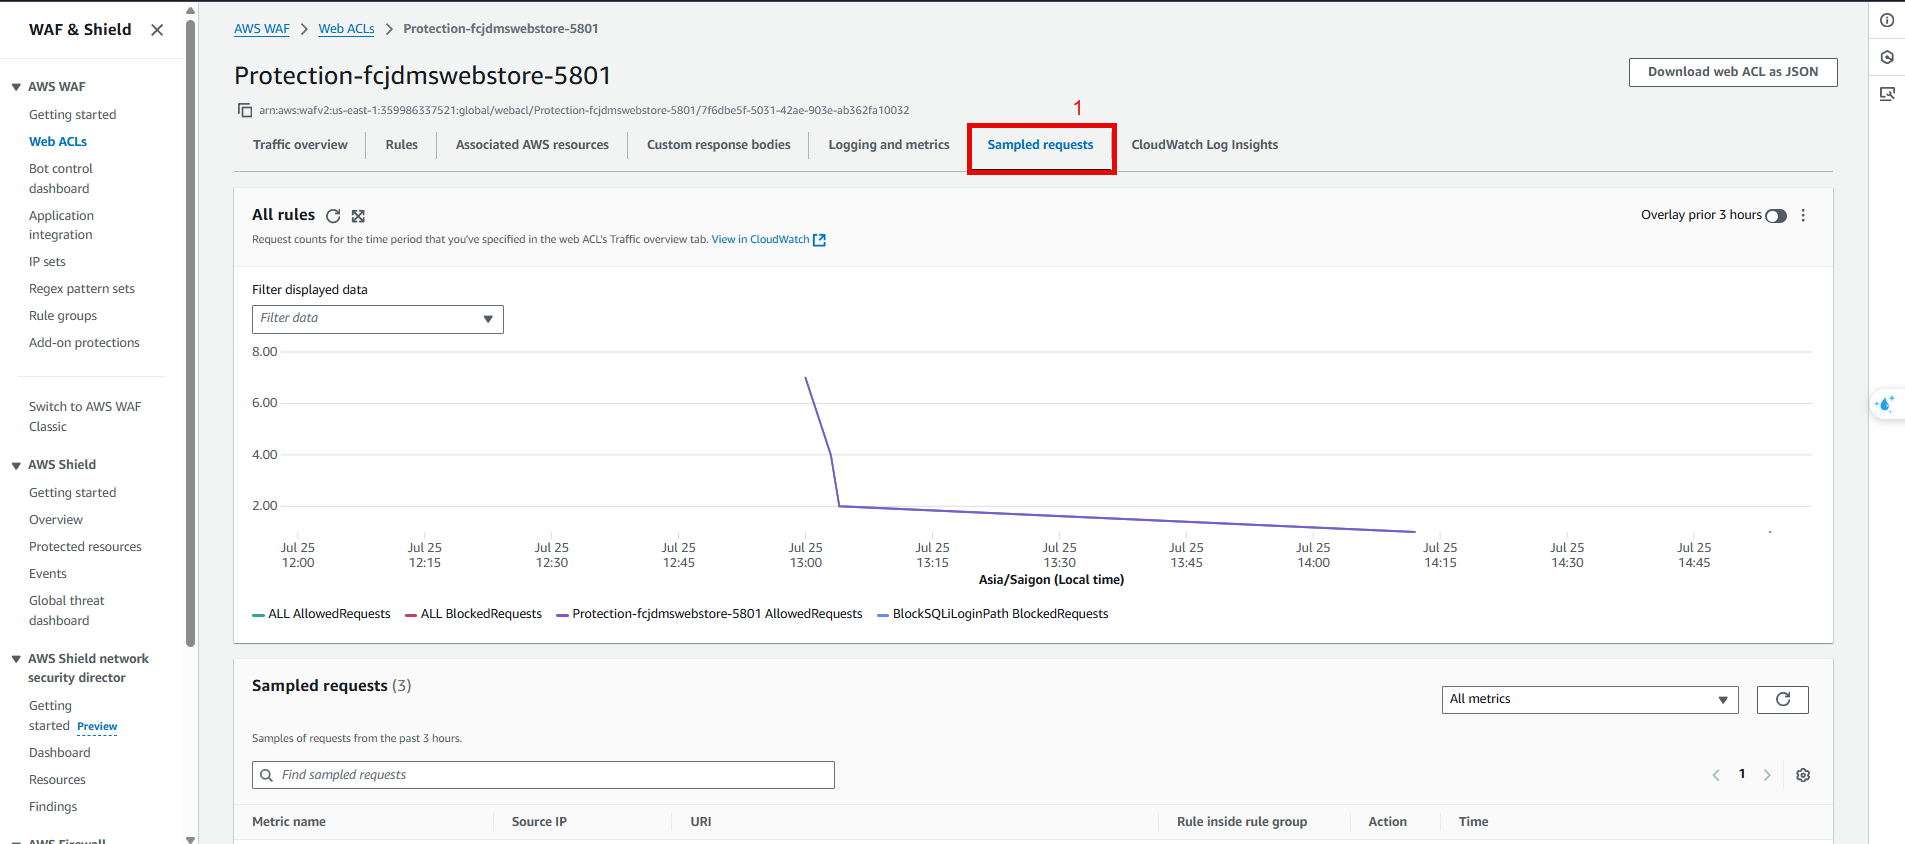 WAF & Shield
AWS WAF
Getting started
Web ACLs
Bot control
dashboard
Application
integration
IP sets
Regex pattern sets
Rule groups
Add-on protections
Switch to AWS WAF
Classic
AWS Shield
Getting started
Overview
Protected resources
Events
Global threat
dashboard
AWS Shield network
security director
Getting
started Preview
Dashboard
Resources
Findings
AWS Firewall
AWS WAF > Web ACLs > Protection-fcjdmswebstore-5801
Protection-fcjdmswebstore-5801
Download web ACL as JSON
arn:aws:wafv2:us-east-1:359986337521:global/webacl/Protection-fcjdmswebstore-5801/7f6dbe5f-5031-42ae-903e-ab362fa10032
1
Traffic overview Rules Associated AWS resources Custom response bodies Logging and metrics Sampled requests CloudWatch Log Insights
All rules
Overlay prior 3 hours
Request counts for the time period that you've specified in the web ACL's Traffic overview tab. View in CloudWatch
Filter displayed data
Filter data
8.00
6.00
4.00
2.00
Jul 25 Jul 25 Jul 25 Jul 25 Jul 25 Jul 25 Jul 25 Jul 25 Jul 25 Jul 25 Jul 25 Jul 25
12:00 12:15 12:30 12:45 13:00 13:15 13:30 13:45 14:00 14:15 14:30 14:45
Asia/Saigon (Local time)
ALL AllowedRequests ALL BlockedRequests Protection-fcjdmswebstore-5801 AllowedRequests BlockSQLiLoginPath BlockedRequests
Sampled requests (3)
All metrics
Samples of requests from the past 3 hours.
Find sampled requests
1
Metric name Source IP URI Rule inside rule group Action Time